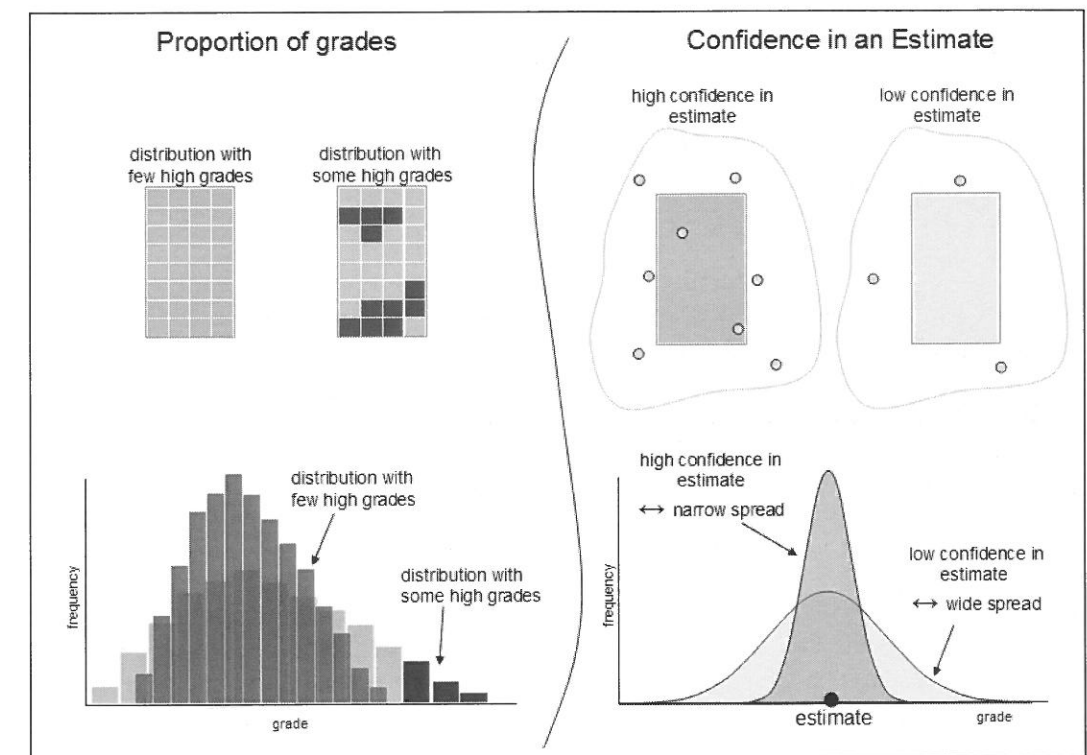 Proportion of grades
distribution with
few high grades
distribution with
some high grades
frequency
distribution with
few high grades
distribution with
some high grades
grade
Confidence in an Estimate
high confidence in
estimate
low confidence in
estimate
frequency
high confidence in
estimate
↔ narrow spread
low confidence in
estimate
↔ wide spread
estimate
grade